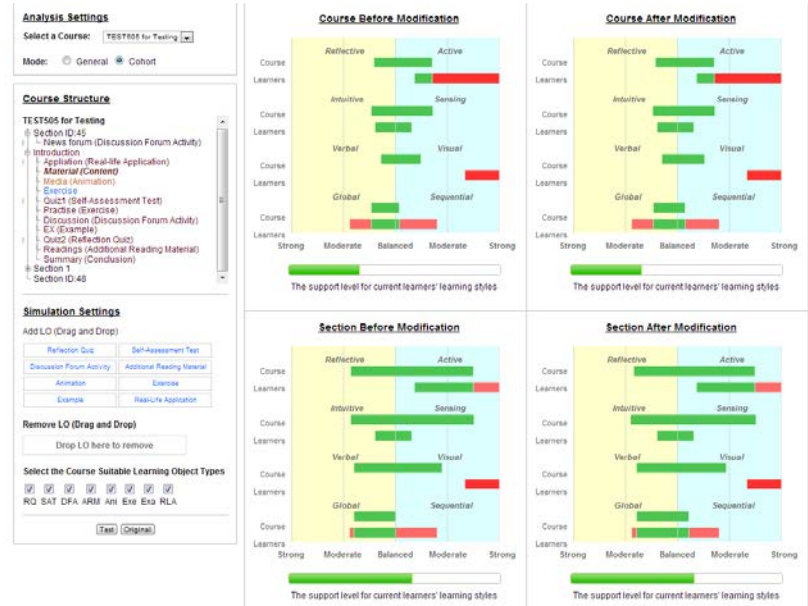 Analysis Settings
Select a Course: TEST505 for Testing
Mode: General Cohort
Course Structure
TEST505 for Testing
Section ID:45
News forum (Discussion Forum Activity)
Introduction
Appliation (Real-life Application)
Material (Content)
Media (Animation)
Exercise
Quiz1 (Self-Assessment Test)
Practise (Exercise)
Discussion (Discussion Forum Activity)
EX (Example)
Quiz2 (Reflection Quiz)
Readings (Additional Reading Material)
Summary (Conclusion)
Section 1
Section ID:46
Simulation Settings
Add LO (Drag and Drop)
Reflection Quiz Self-Assessment Test
Discussion Forum Activity Additional Reading Material
Animation Exercise
Example Real-Life Application
Remove LO (Drag and Drop)
Drop LO here to remove
Select the Course Suitable Learning Object Types
RQ SAT DFA ARM Ani Exe Exa RLA
Test Original
Course Before Modification
Reflective Active
Course
Learners
Intuitive Sensing
Course
Learners
Verbal Visual
Course
Learners
Global Sequential
Course
Learners
Strong Moderate Balanced Moderate Strong
The support level for current learners' learning styles
Course After Modification
Reflective Active
Course
Learners
Intuitive Sensing
Course
Learners
Verbal Visual
Course
Learners
Global Sequential
Course
Learners
Strong Moderate Balanced Moderate Strong
The support level for current learners' learning styles
Section Before Modification
Reflective Active
Course
Learners
Intuitive Sensing
Course
Learners
Verbal Visual
Course
Learners
Global Sequential
Course
Learners
Strong Moderate Balanced Moderate Strong
The support level for current learners' learning styles
Section After Modification
Reflective Active
Course
Learners
Intuitive Sensing
Course
Learners
Verbal Visual
Course
Learners
Global Sequential
Course
Learners
Strong Moderate Balanced Moderate Strong
The support level for current learners' learning styles